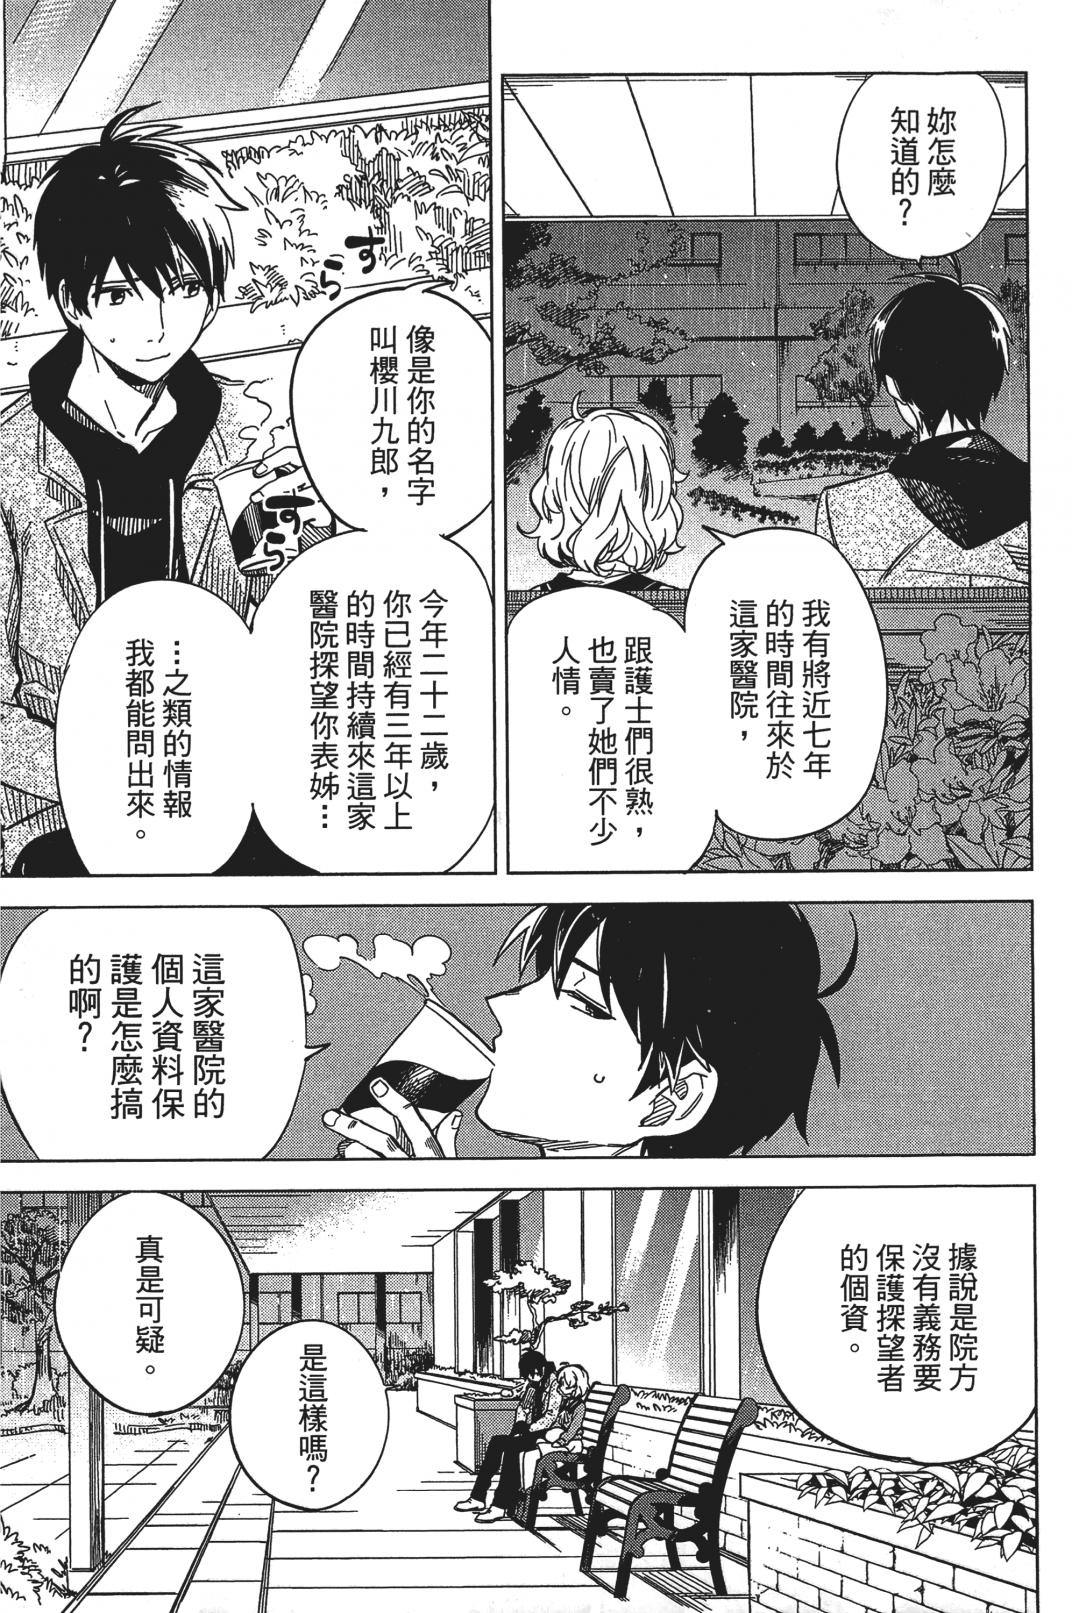 妳怎麼
知道的？
我有將近七年
的時間往來於
這家醫院，
跟護士們很熟，
也賣了她們不少
人情。
像是你的名字
叫櫻川九郎，
すら
すら
今年二十二歲，
你已經有三年以上
的時間持續來這家
醫院探望你表姊…
…之類的情報
我都能問出來。
這家醫院的
個人資料保
護是怎麼搞
的啊？
據說是院方
沒有義務要
保護探望者
的個資。
是這樣嗎？
真是可疑。